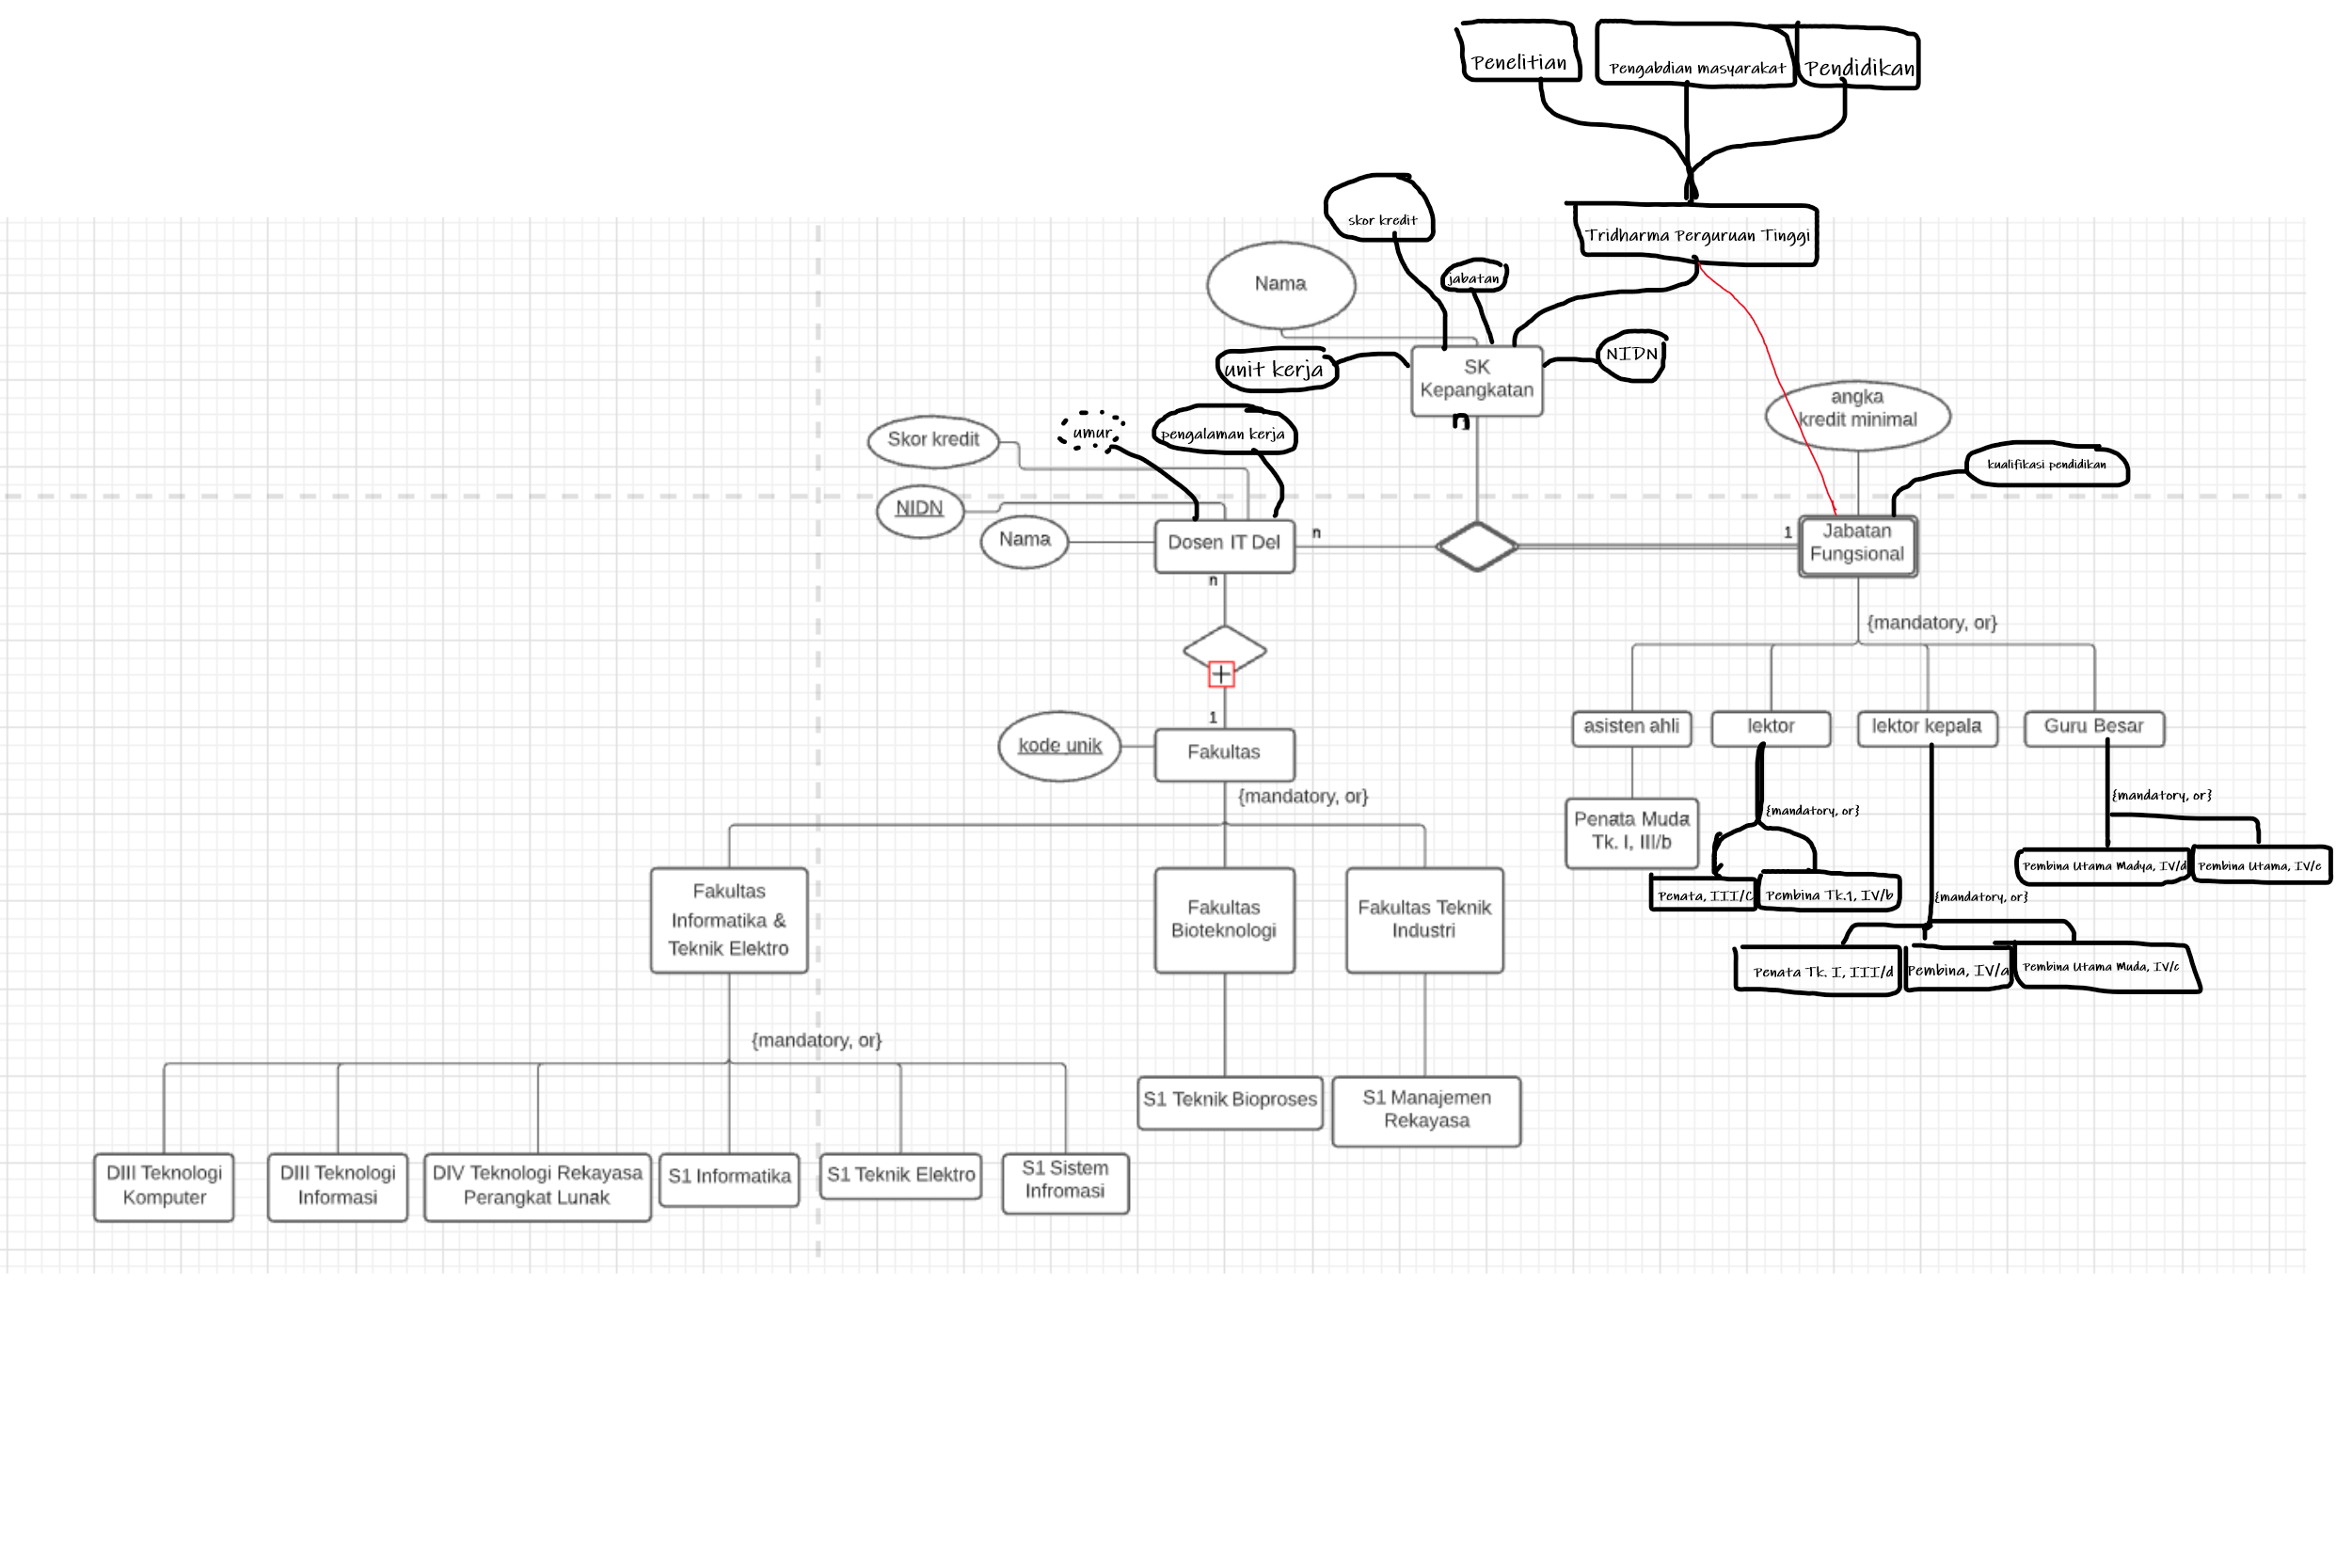 Penelitian
Pengabdian masyarakat
Pendidikan
skor kredit
Tridharma Perguruan Tinggi
Nama
jabatan
unit kerja
SK
Kepangkatan
NIDN
n
angka
kredit minimal
Skor kredit
umur
pengalaman kerja
kualifikasi pendidikan
NIDN
Nama
Dosen IT Del
n
1
Jabatan
Fungsional
n
{mandatory, or}
1
kode unik
Fakultas
asisten ahli
lektor
lektor kepala
Guru Besar
{mandatory, or}
{mandatory, or}
{mandatory, or}
Penata Muda
Tk. I, III/b
Pembina Utama Madya, IV/d
Pembina Utama, IV/e
Penata, III/C
Pembina Tk.1, IV/b
{mandatory, or}
Fakultas
Informatika &
Teknik Elektro
Fakultas
Bioteknologi
Fakultas Teknik
Industri
Penata Tk. I, III/d
Pembina, IV/a
Pembina Utama Muda, IV/c
{mandatory, or}
S1 Teknik Bioproses
S1 Manajemen
Rekayasa
DIII Teknologi
Komputer
DIII Teknologi
Informasi
DIV Teknologi Rekayasa
Perangkat Lunak
S1 Informatika
S1 Teknik Elektro
S1 Sistem
Infromasi